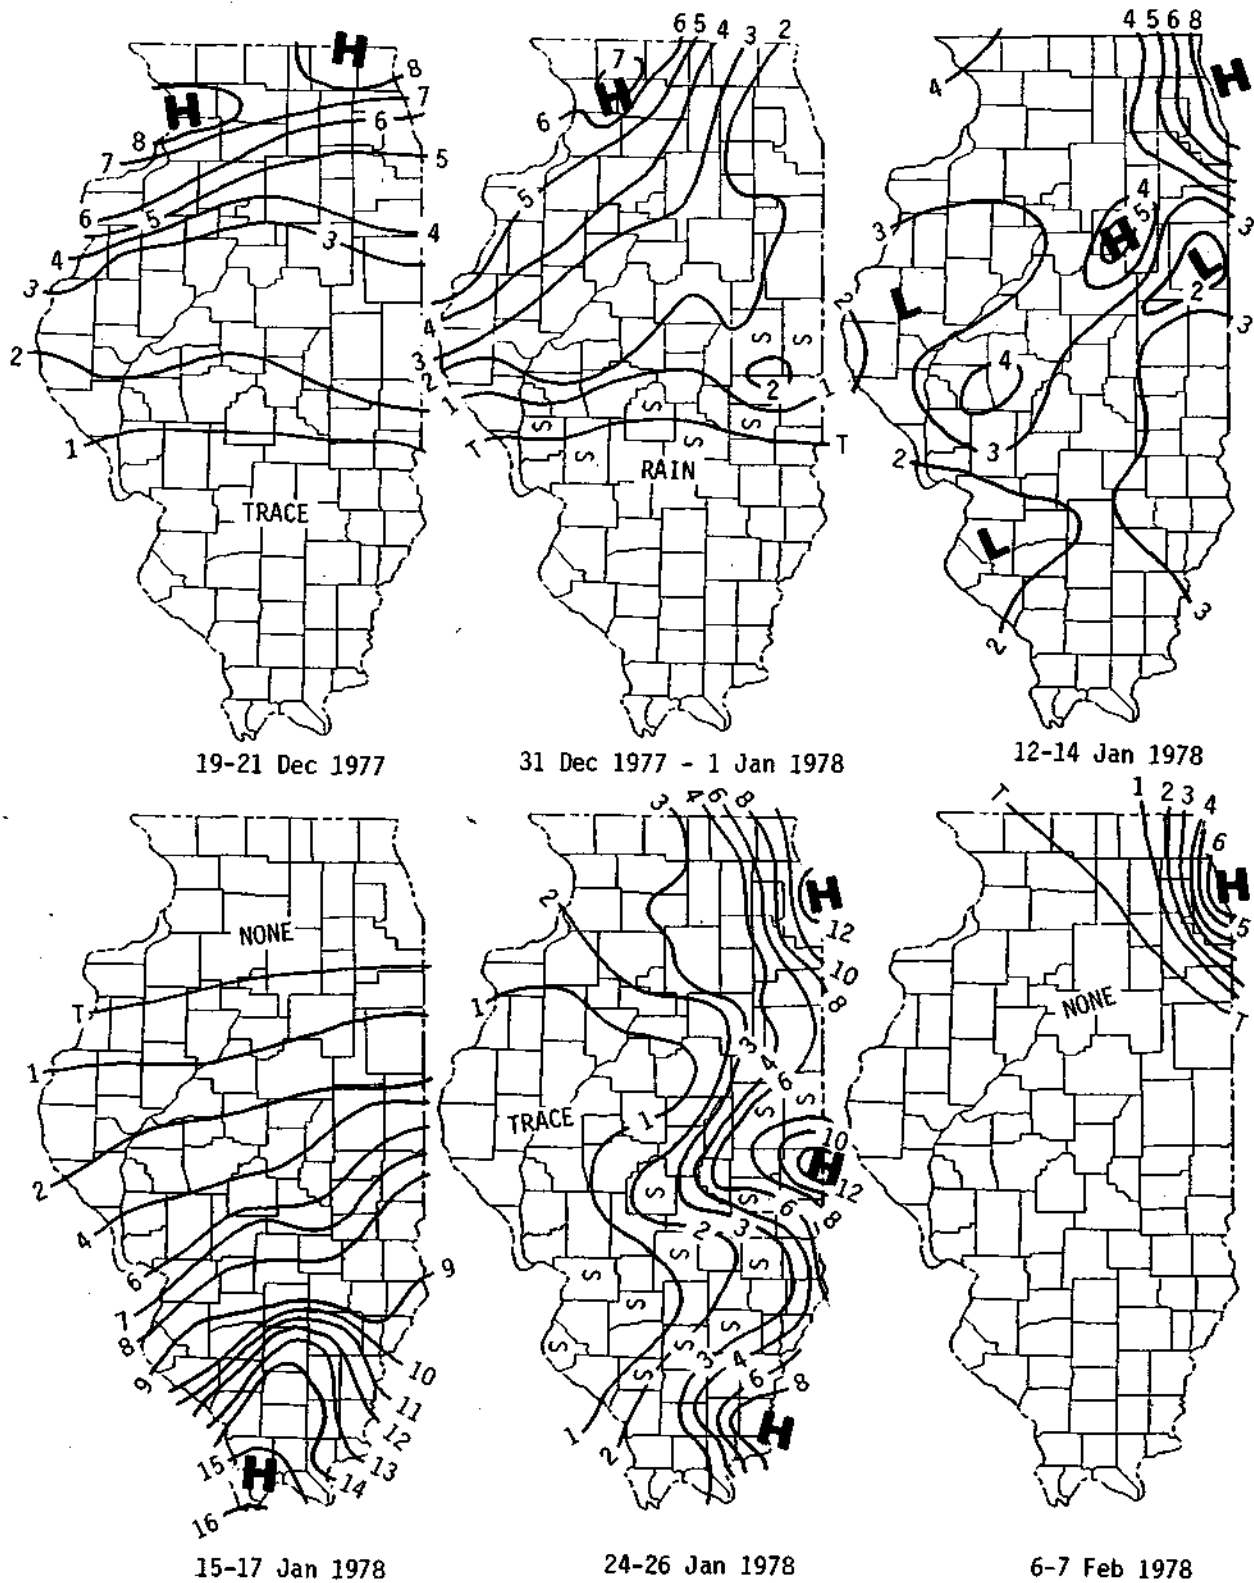 H
H
8
7
6
8
7
5
6
5
4
4
3
3
2
1
TRACE
19-21 Dec 1977
6 5 4 3 2
7
H
6
5
4
3
2
1
S S
2
1
S
S
S
S
S
T
T
RAIN
31 Dec 1977 - 1 Jan 1978
4 5 6 8
H
4
4
5
H
3
3
L
L
2
2
3
4
3
2
L
3
2
12-14 Jan 1978
NONE
T
1
2
4
6
7
8
9
9
10
11
12
13
14
15
H
16
15-17 Jan 1978
3 4 6 8
H
2
12
10
8
1
3
4
6
S
S
TRACE
1
10
H
12
S
S
6
8
2
3
S
S
S
S
S
S
S
3
4
6
8
S
H
1
2
24-26 Jan 1978
T
1 2 3 4
6
H
5
NONE
T
6-7 Feb 1978